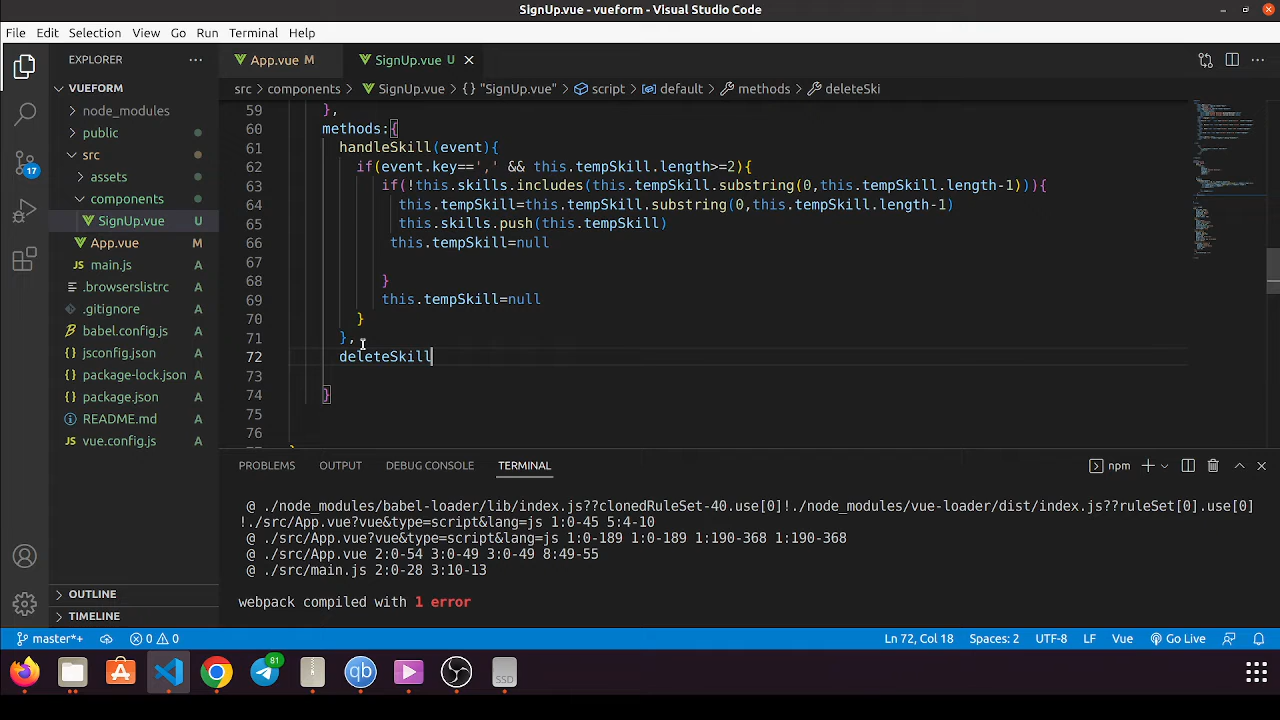 SignUp.vue - vueform - Visual Studio Code
File Edit Selection View Go Run Terminal Help
EXPLORER
VUEFORM
node_modules
public
src
assets
components
SignUp.vue U
App.vue M
main.js A
.browserslistrc A
.gitignore A
babel.config.js A
jsconfig.json A
package-lock.json A
package.json A
README.md A
vue.config.js A
OUTLINE
TIMELINE
17
App.vue M SignUp.vue U
src components SignUp.vue {} "SignUp.vue" script default methods deleteSki
59 },
60 methods:{
61 handleSkill(event){
62 if(event.key==',' && this.tempSkill.length>=2){
63 if(!this.skills.includes(this.tempSkill.substring(0,this.tempSkill.length-1))){
64 this.tempSkill=this.tempSkill.substring(0,this.tempSkill.length-1)
65 this.skills.push(this.tempSkill)
66 this.tempSkill=null
67
68 }
69 this.tempSkill=null
70 }
71 },
72 deleteSkill
73
74 }
75
76
PROBLEMS OUTPUT DEBUG CONSOLE TERMINAL npm
@ ./node_modules/babel-loader/lib/index.js??clonedRuleSet-40.use[0]!./node_modules/vue-loader/dist/index.js??ruleSet[0].use[0]
!./src/App.vue?vue&type=script&lang=js 1:0-45 5:4-10
@ ./src/App.vue?vue&type=script&lang=js 1:0-189 1:0-189 1:190-368 1:190-368
@ ./src/App.vue 2:0-54 3:0-49 3:0-49 8:49-55
@ ./src/main.js 2:0-28 3:10-13
webpack compiled with 1 error
master*+ 0 0 Ln 72, Col 18 Spaces: 2 UTF-8 LF Vue Go Live
81
qb
SSD